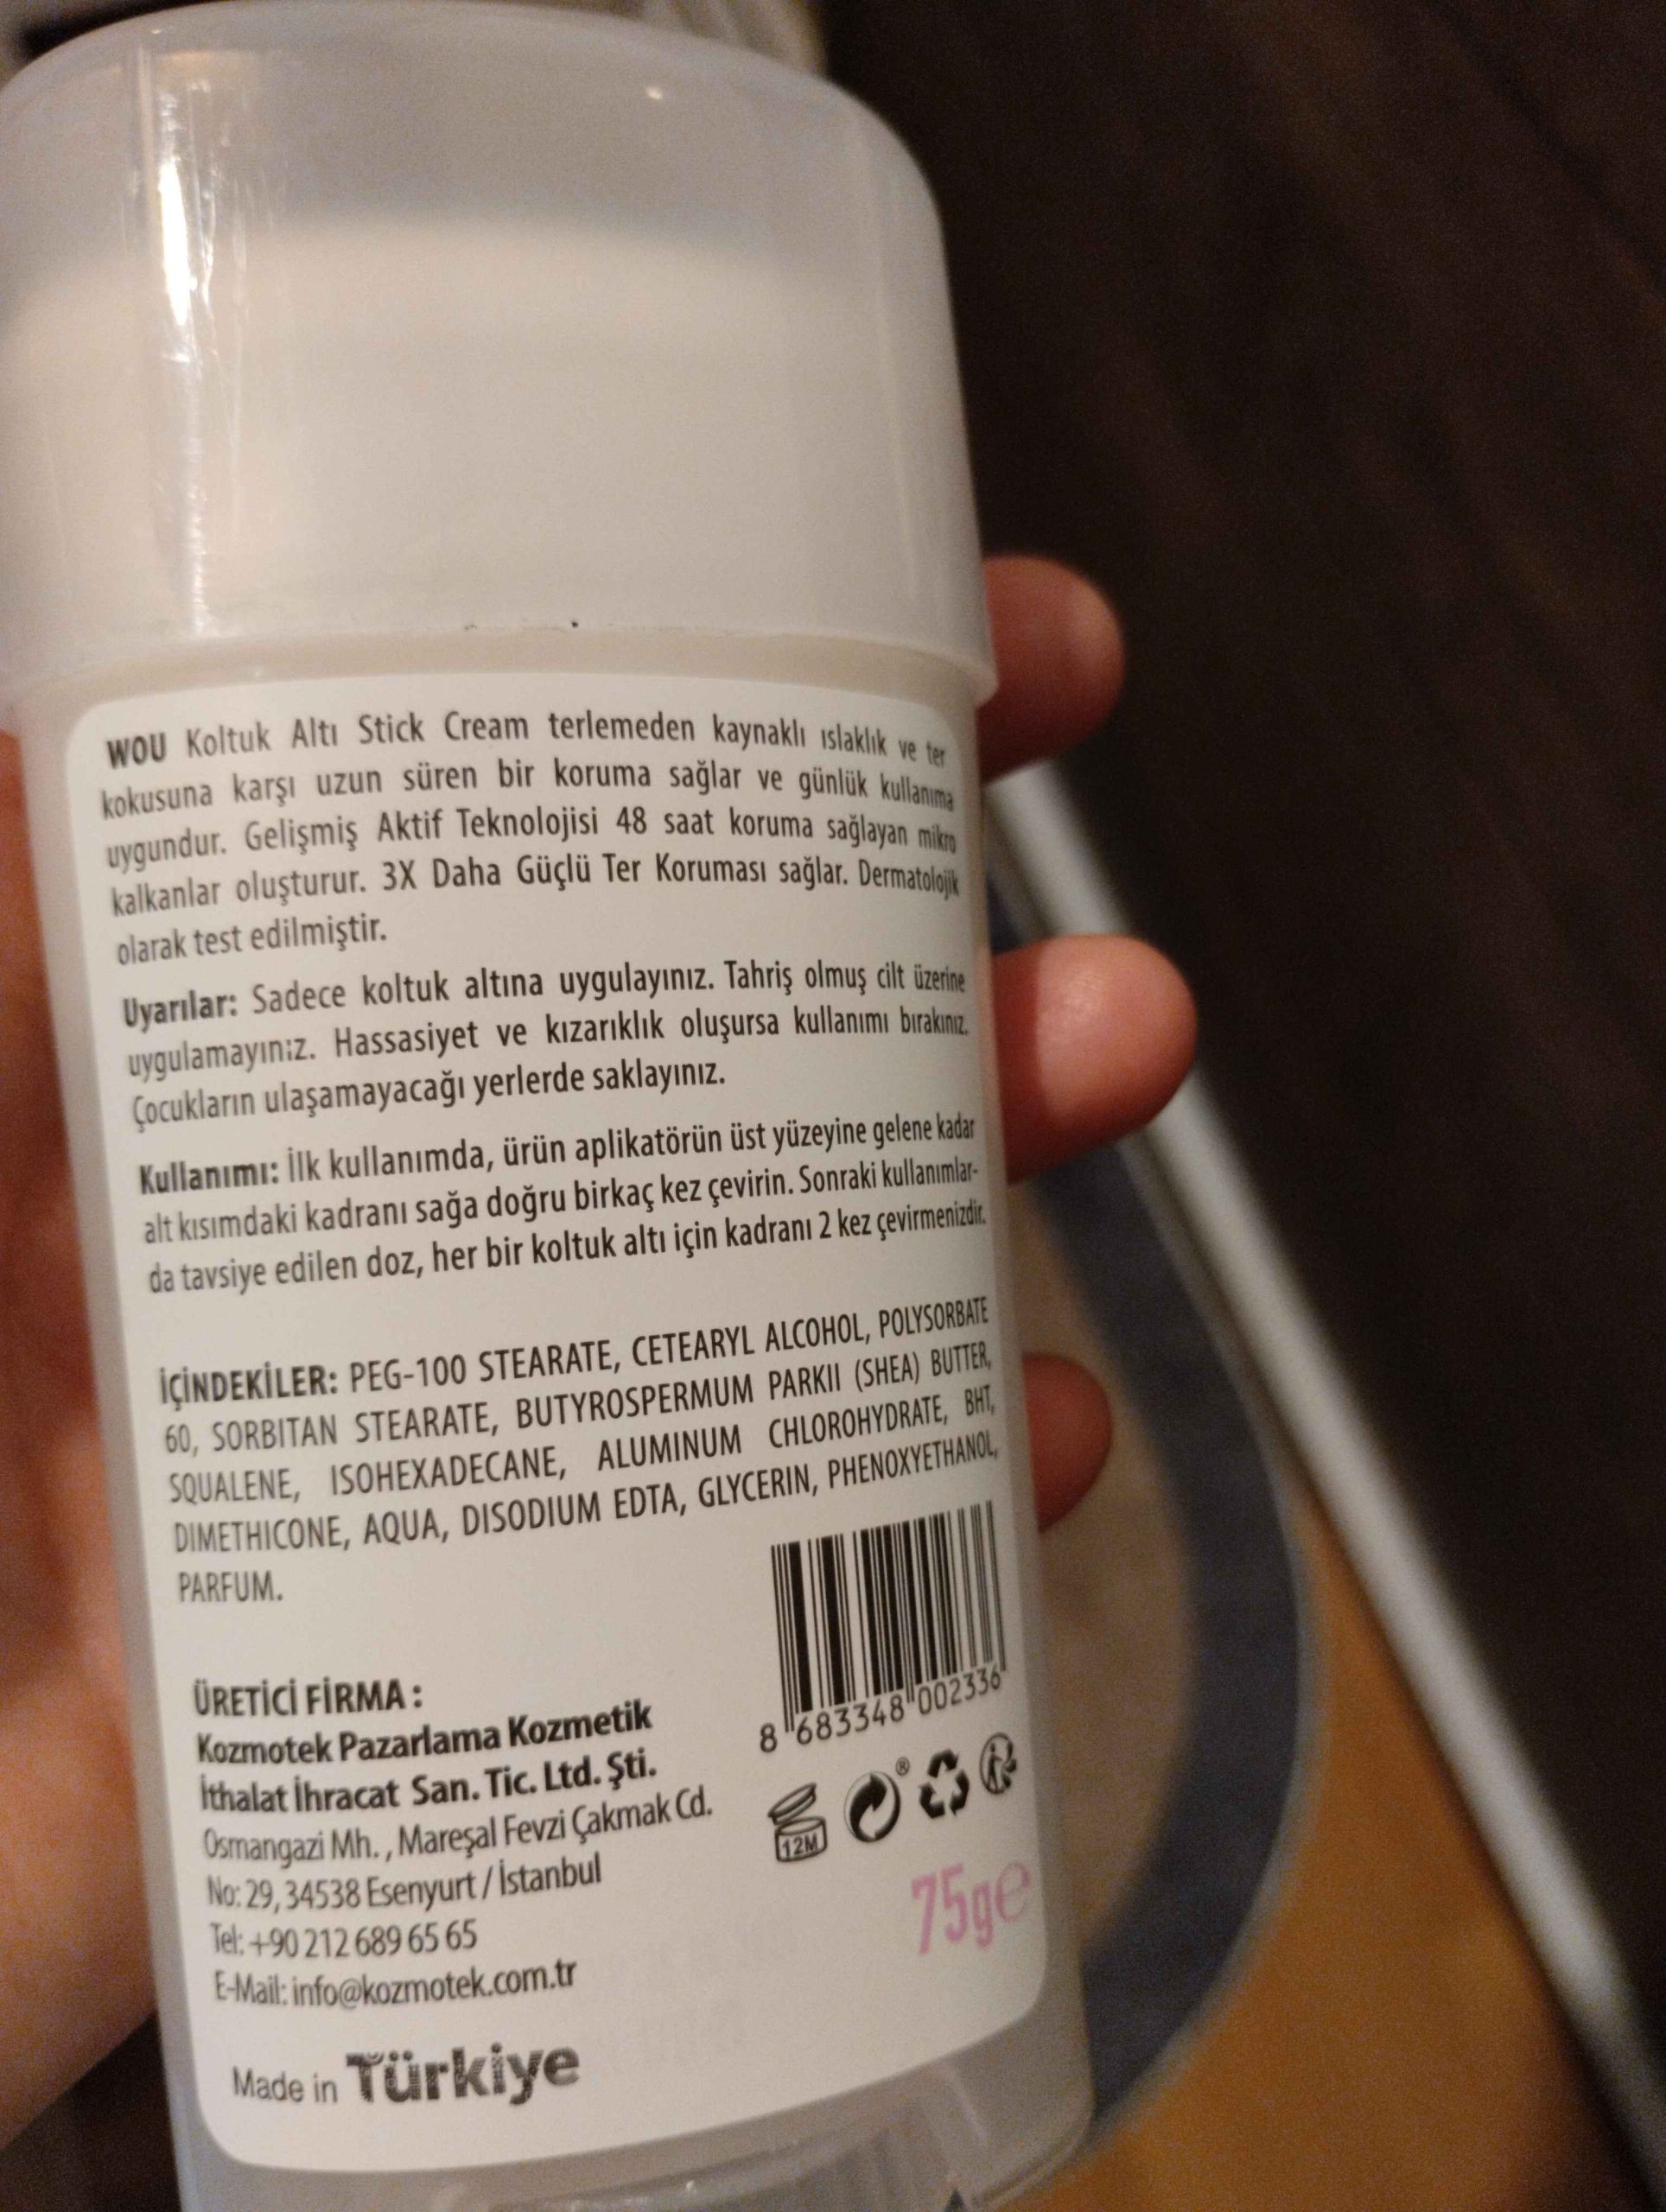 WOU Koltuk Altı Stick Cream terlemeden kaynaklı ıslaklık ve ter
kokusuna karşı uzun süren bir koruma sağlar ve günlük kullanıma
uygundur. Gelişmiş Aktif Teknolojisi 48 saat koruma sağlayan mikro
kalkanlar oluşturur. 3X Daha Güçlü Ter Koruması sağlar. Dermatolojik
olarak test edilmiştir.
Uyarılar: Sadece koltuk altına uygulayınız. Tahriş olmuş cilt üzerine
uygulamayınız. Hassasiyet ve kızarıklık oluşursa kullanımı bırakınız.
Çocukların ulaşamayacağı yerlerde saklayınız.
Kullanımı: İlk kullanımda, ürün aplikatörün üst yüzeyine gelene kadar
alt kısımdaki kadranı sağa doğru birkaç kez çevirin. Sonraki kullanımlar-
da tavsiye edilen doz, her bir koltuk altı için kadranı 2 kez çevirmenizdir.
İÇİNDEKİLER: PEG-100 STEARATE, CETEARYL ALCOHOL, POLYSORBATE
60, SORBITAN STEARATE, BUTYROSPERMUM PARKII (SHEA) BUTTER,
SQUALENE, ISOHEXADECANE, ALUMINUM CHLOROHYDRATE, BHT,
DIMETHICONE, AQUA, DISODIUM EDTA, GLYCERIN, PHENOXYETHANOL,
PARFUM.
ÜRETİCİ FİRMA :
Kozmotek Pazarlama Kozmetik
İthalat İhracat San. Tic. Ltd. Şti.
Osmangazi Mh. , Mareşal Fevzi Çakmak Cd.
No: 29, 34538 Esenyurt / İstanbul
Tel: +90 212 689 65 65
E-Mail: info@kozmotek.com.tr
Made in Türkiye
8 683348 002336
12M
75g℮